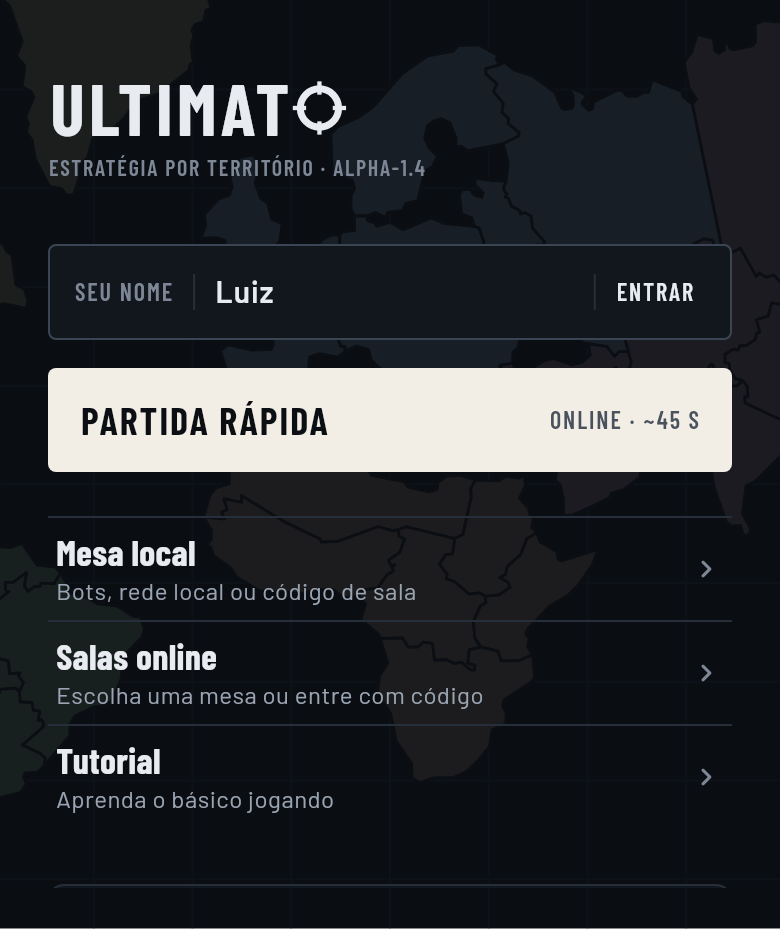 ULTIMATO
ESTRATÉGIA POR TERRITÓRIO · ALPHA-1.4
SEU NOME Luiz ENTRAR
PARTIDA RÁPIDA ONLINE · ~45 S
Mesa local
Bots, rede local ou código de sala
Salas online
Escolha uma mesa ou entre com código
Tutorial
Aprenda o básico jogando